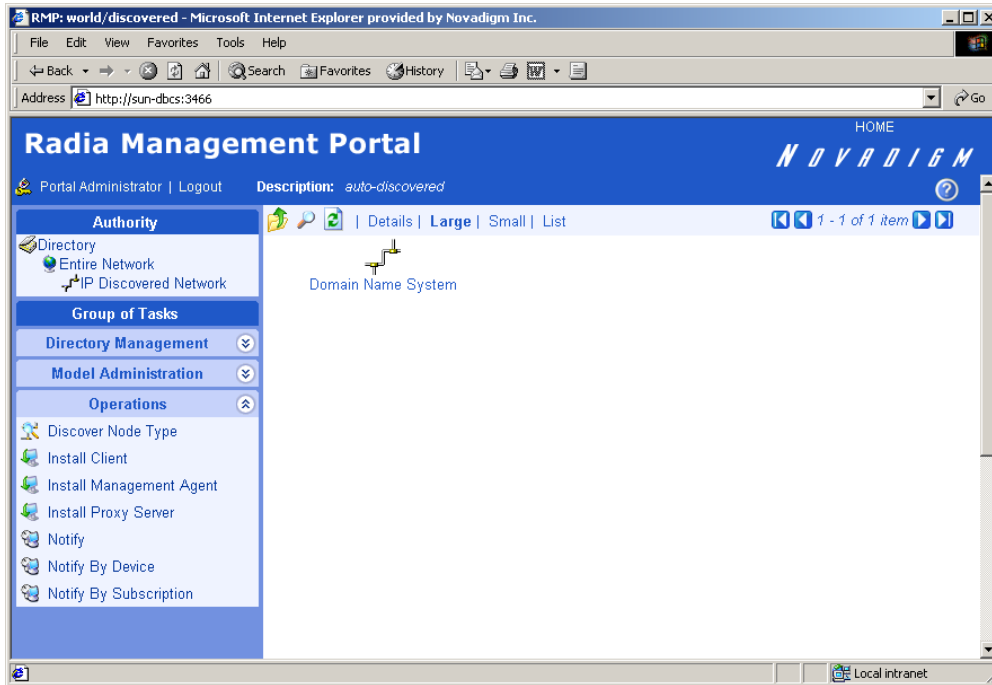 RMP: world/discovered - Microsoft Internet Explorer provided by Novadigm Inc.
File Edit View Favorites Tools Help
Back Search Favorites History
Address http://sun-dbcs:3466 Go
Radia Management Portal
HOME
NOVADIGM
Portal Administrator | Logout Description: auto-discovered
Authority
| Details | Large | Small | List 1 - 1 of 1 item
Directory
Entire Network
IP Discovered Network
Domain Name System
Group of Tasks
Directory Management
Model Administration
Operations
Discover Node Type
Install Client
Install Management Agent
Install Proxy Server
Notify
Notify By Device
Notify By Subscription
Local intranet